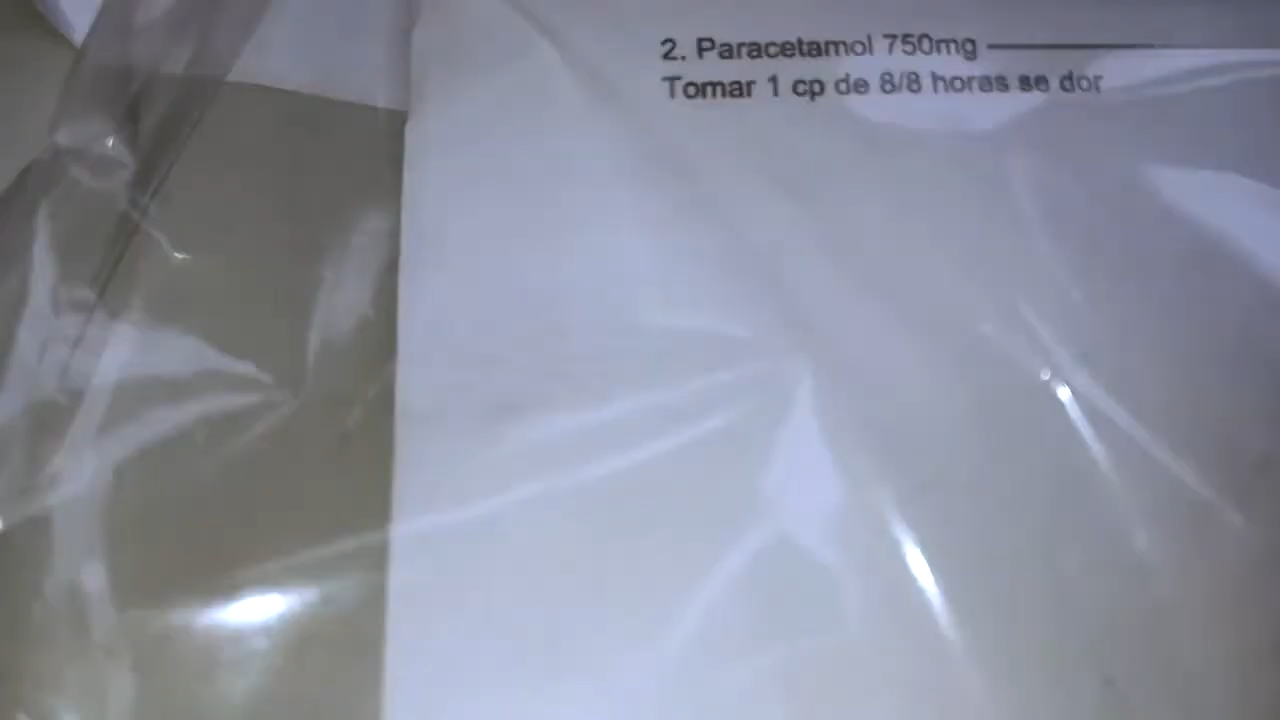 2. Paracetamol 750mg
Tomar 1 cp de 8/8 horas se dor